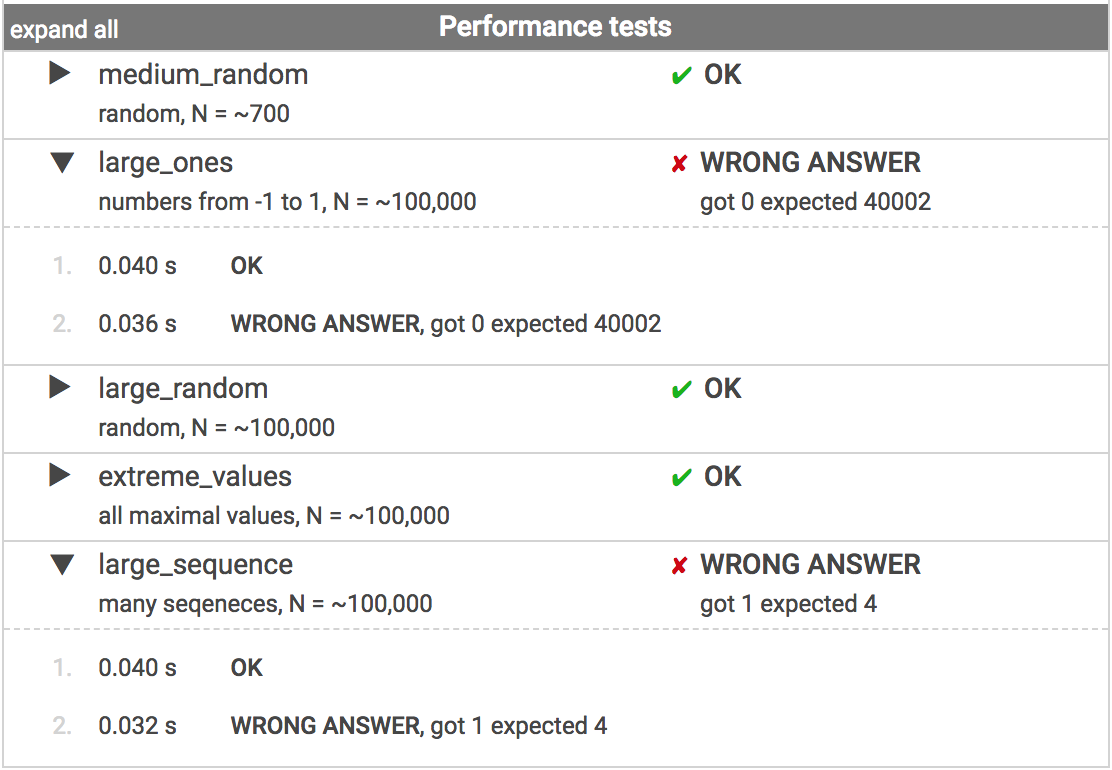 expand all Performance tests
medium_random ✔ OK
random, N = ~700
large_ones ✘ WRONG ANSWER
numbers from -1 to 1, N = ~100,000 got 0 expected 40002
1. 0.040 s OK
2. 0.036 s WRONG ANSWER, got 0 expected 40002
large_random ✔ OK
random, N = ~100,000
extreme_values ✔ OK
all maximal values, N = ~100,000
large_sequence ✘ WRONG ANSWER
many seqeneces, N = ~100,000 got 1 expected 4
1. 0.040 s OK
2. 0.032 s WRONG ANSWER, got 1 expected 4